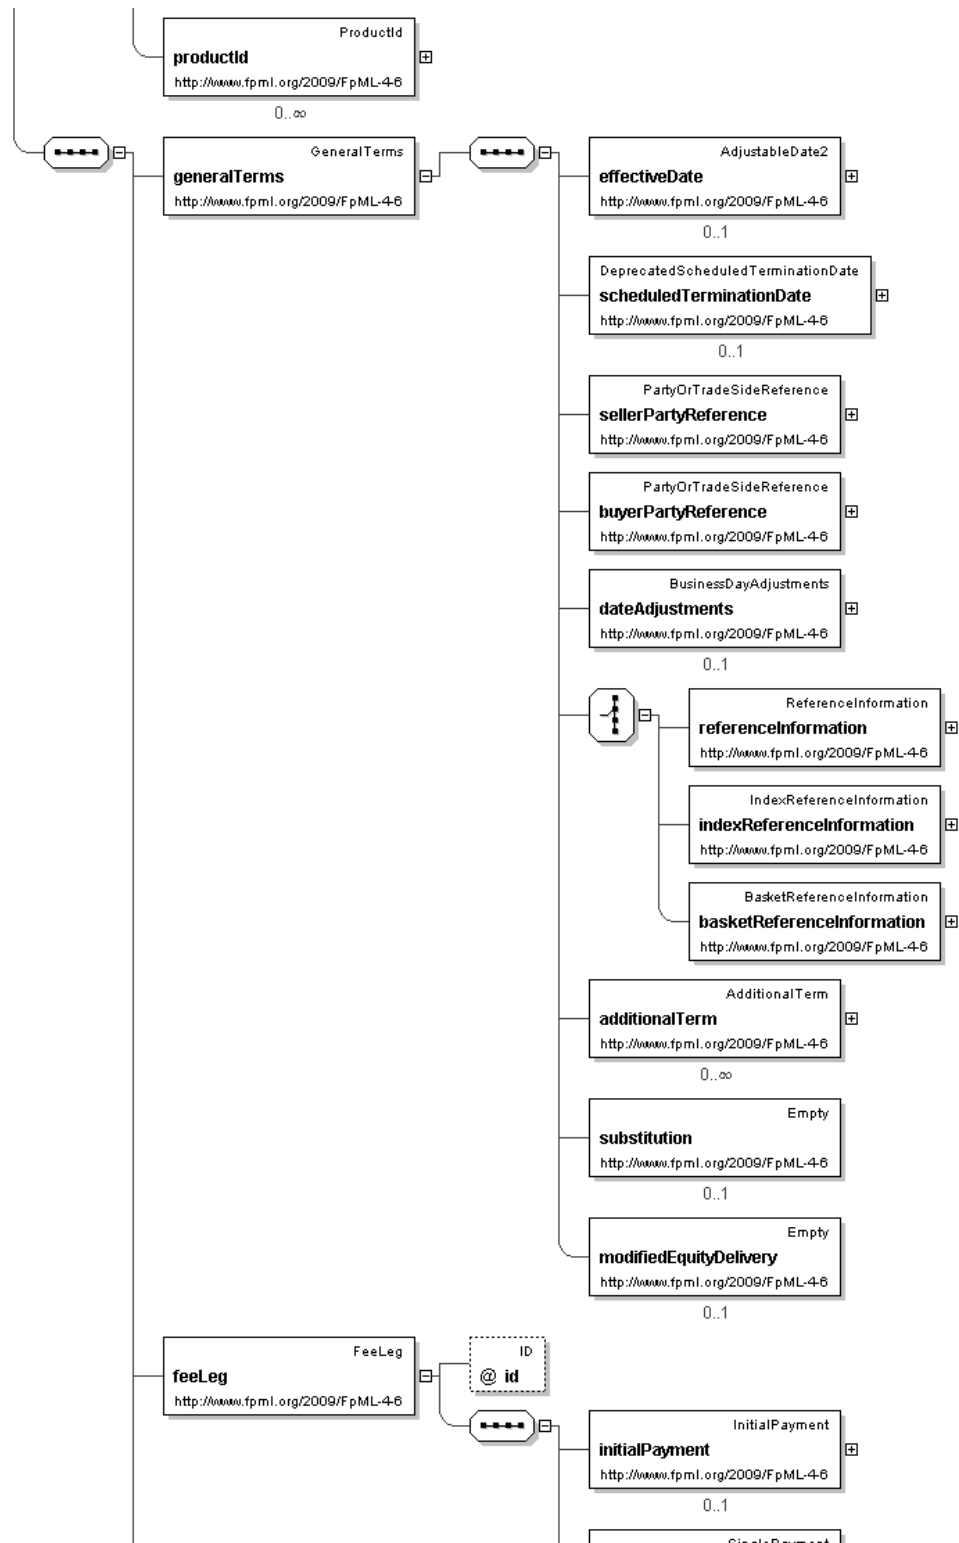 ProductId
productId
http://www.fpml.org/2009/FpML-4-6
0..∞
GeneralTerms
generalTerms
http://www.fpml.org/2009/FpML-4-6
AdjustableDate2
effectiveDate
http://www.fpml.org/2009/FpML-4-6
0..1
DeprecatedScheduledTerminationDate
scheduledTerminationDate
http://www.fpml.org/2009/FpML-4-6
0..1
PartyOrTradeSideReference
sellerPartyReference
http://www.fpml.org/2009/FpML-4-6
PartyOrTradeSideReference
buyerPartyReference
http://www.fpml.org/2009/FpML-4-6
BusinessDayAdjustments
dateAdjustments
http://www.fpml.org/2009/FpML-4-6
0..1
ReferenceInformation
referenceInformation
http://www.fpml.org/2009/FpML-4-6
IndexReferenceInformation
indexReferenceInformation
http://www.fpml.org/2009/FpML-4-6
BasketReferenceInformation
basketReferenceInformation
http://www.fpml.org/2009/FpML-4-6
AdditionalTerm
additionalTerm
http://www.fpml.org/2009/FpML-4-6
0..∞
Empty
substitution
http://www.fpml.org/2009/FpML-4-6
0..1
Empty
modifiedEquityDelivery
http://www.fpml.org/2009/FpML-4-6
0..1
FeeLeg
feeLeg
http://www.fpml.org/2009/FpML-4-6
ID
@ id
InitialPayment
initialPayment
http://www.fpml.org/2009/FpML-4-6
0..1
SinglePayment